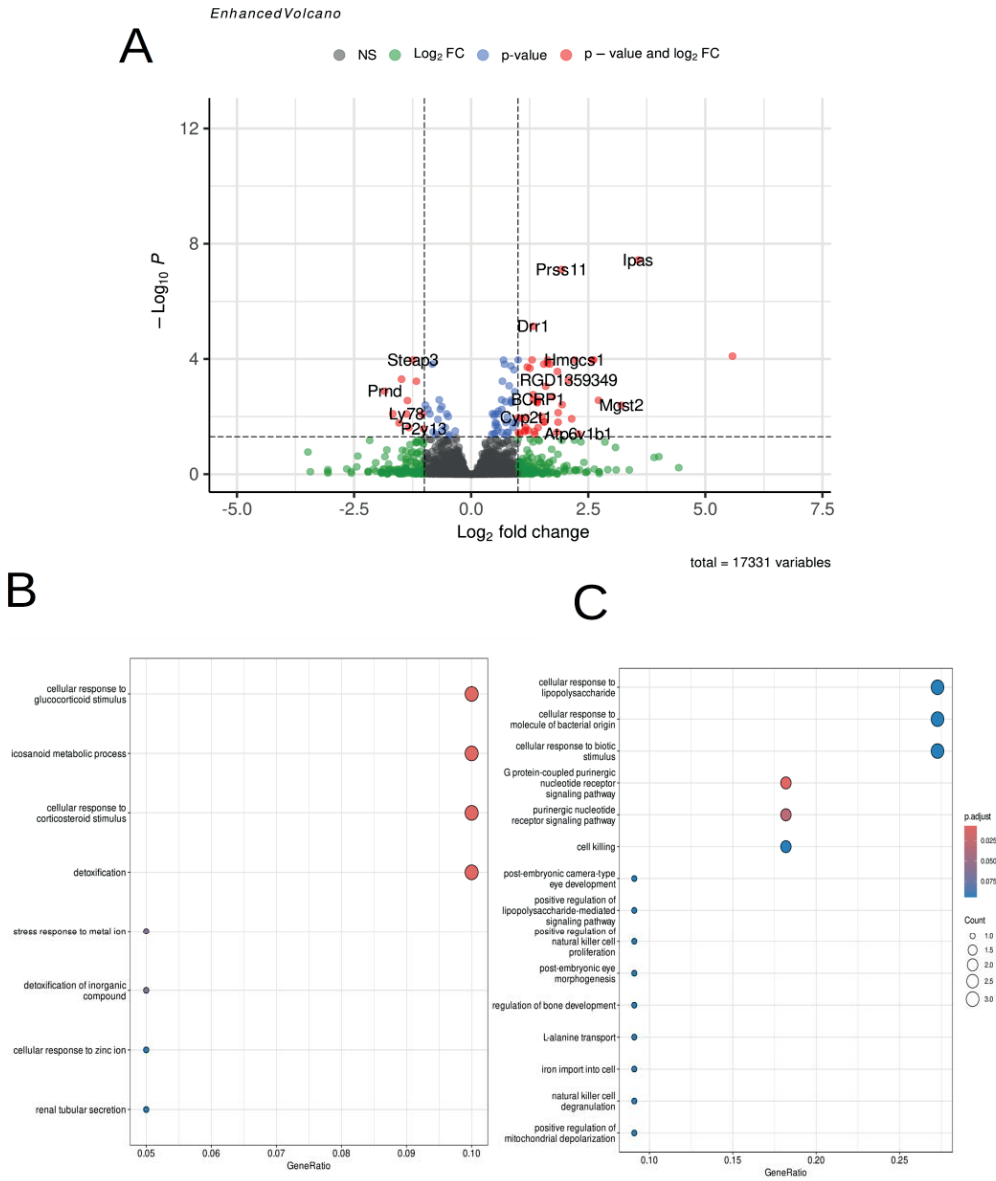 EnhancedVolcano
A
NS
Log2 FC
p-value
p − value and log2 FC
12
8
4
0
−Log10 P
Ipas
Prss11
Drr1
Steap3
Hmgcs1
RGD1359349
Prnd
BCRP1
Mgst2
Ly78
Cyp2t1
P2y13
Atp6v1b1
-5.0
-2.5
0.0
2.5
5.0
7.5
Log2 fold change
total = 17331 variables
B
cellular response to
glucocorticoid stimulus
icosanoid metabolic process
cellular response to
corticosteroid stimulus
detoxification
stress response to metal ion
detoxification of inorganic
compound
cellular response to zinc ion
renal tubular secretion
0.05
0.06
0.07
0.08
0.09
0.10
GeneRatio
C
cellular response to
lipopolysaccharide
cellular response to
molecule of bacterial origin
cellular response to biotic
stimulus
G protein-coupled purinergic
nucleotide receptor
signaling pathway
purinergic nucleotide
receptor signaling pathway
cell killing
post-embryonic camera-type
eye development
positive regulation of
lipopolysaccharide-mediated
signaling pathway
positive regulation of
natural killer cell
proliferation
post-embryonic eye
morphogenesis
regulation of bone development
L-alanine transport
iron import into cell
natural killer cell
degranulation
positive regulation of
mitochondrial depolarization
0.10
0.15
0.20
0.25
GeneRatio
p.adjust
0.025
0.050
0.075
Count
1.0
1.5
2.0
2.5
3.0